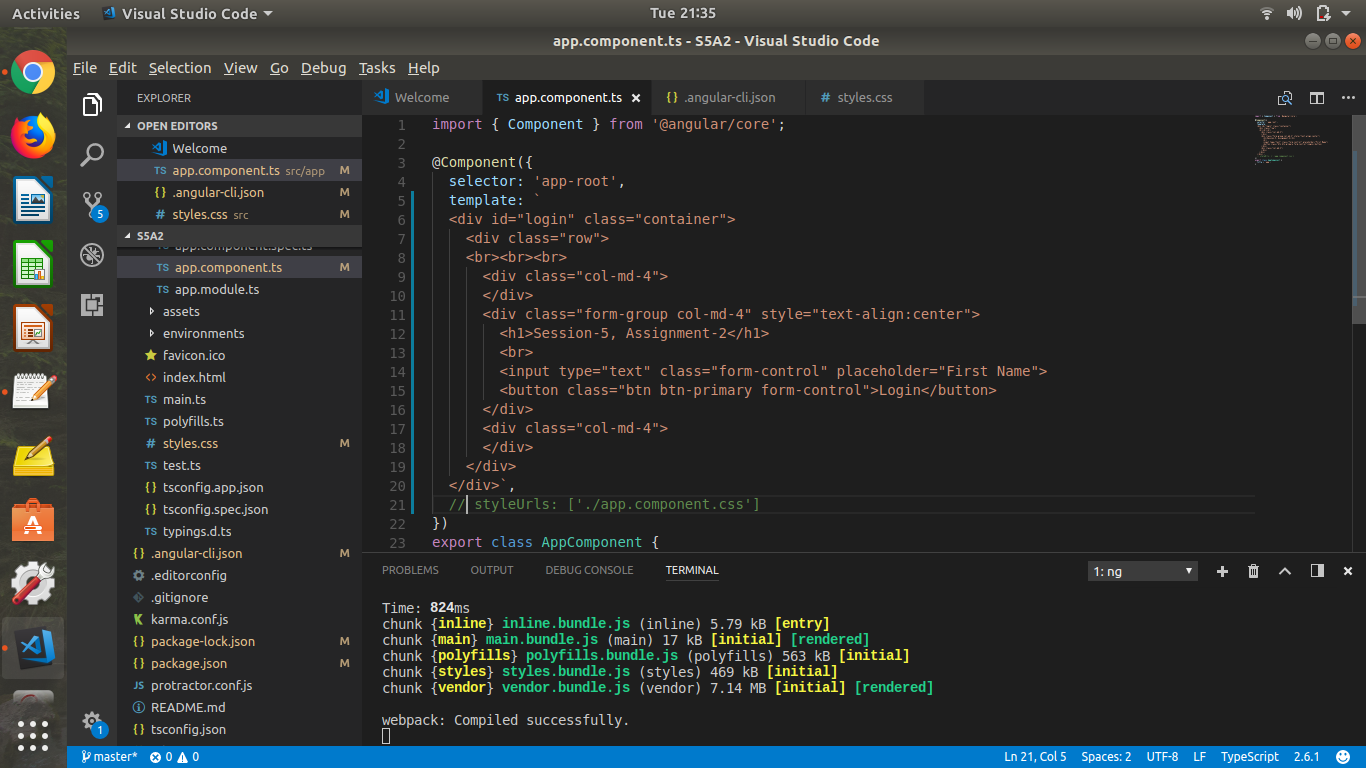 Activities Visual Studio Code Tue 21:35
app.component.ts - S5A2 - Visual Studio Code
File Edit Selection View Go Debug Tasks Help
EXPLORER
OPEN EDITORS
Welcome
app.component.ts src/app M
{} .angular-cli.json M
# styles.css src M
S5A2
app.component.spec.ts
TS app.component.ts M
TS app.module.ts
assets
environments
favicon.ico
<> index.html
TS main.ts
TS polyfills.ts
# styles.css M
TS test.ts
{} tsconfig.app.json
{} tsconfig.spec.json
TS typings.d.ts
{} .angular-cli.json M
.editorconfig
.gitignore
karma.conf.js
package-lock.json M
package.json M
JS protractor.conf.js
README.md
{} tsconfig.json
5
1
Welcome TS app.component.ts {} .angular-cli.json # styles.css
1 import { Component } from '@angular/core';
2
3 @Component({
4 selector: 'app-root',
5 template: `
6 <div id="login" class="container">
7 <div class="row">
8 <br><br><br>
9 <div class="col-md-4">
10 </div>
11 <div class="form-group col-md-4" style="text-align:center">
12 <h1>Session-5, Assignment-2</h1>
13 <br>
14 <input type="text" class="form-control" placeholder="First Name">
15 <button class="btn btn-primary form-control">Login</button>
16 </div>
17 <div class="col-md-4">
18 </div>
19 </div>
20 </div>`,
21 // styleUrls: ['./app.component.css']
22 })
23 export class AppComponent {
PROBLEMS OUTPUT DEBUG CONSOLE TERMINAL 1: ng
Time: 824ms
chunk {inline} inline.bundle.js (inline) 5.79 kB [entry]
chunk {main} main.bundle.js (main) 17 kB [initial] [rendered]
chunk {polyfills} polyfills.bundle.js (polyfills) 563 kB [initial]
chunk {styles} styles.bundle.js (styles) 469 kB [initial]
chunk {vendor} vendor.bundle.js (vendor) 7.14 MB [initial] [rendered]
webpack: Compiled successfully.
master* 0 0 Ln 21, Col 5 Spaces: 2 UTF-8 LF TypeScript 2.6.1